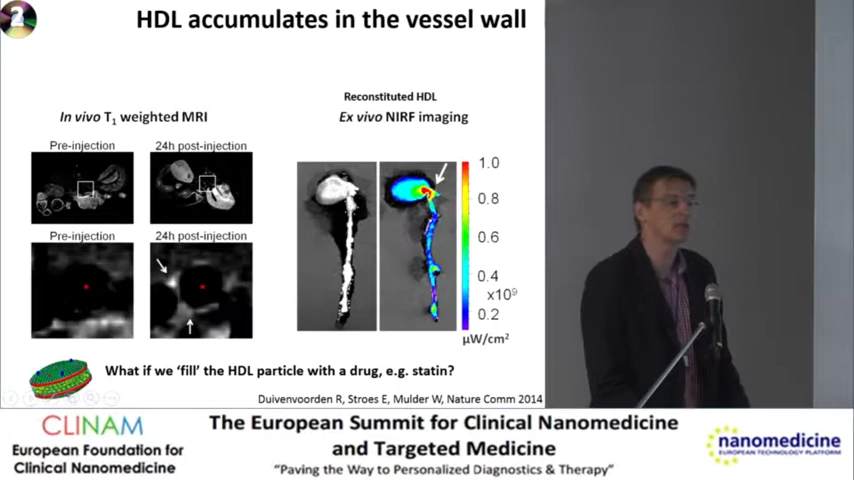 2
HDL accumulates in the vessel wall
In vivo T1 weighted MRI
Pre-injection
24h post-injection
Pre-injection
24h post-injection
Reconstituted HDL
Ex vivo NIRF imaging
1.0
0.8
0.6
0.4
x10⁹
0.2
µW/cm²
What if we 'fill' the HDL particle with a drug, e.g. statin?
Duivenvoorden R, Stroes E, Mulder W, Nature Comm 2014
CLINAM
European Foundation for
Clinical Nanomedicine
The European Summit for Clinical Nanomedicine
and Targeted Medicine
"Paving the Way to Personalized Diagnostics & Therapy"
nanomedicine
EUROPEAN TECHNOLOGY PLATFORM